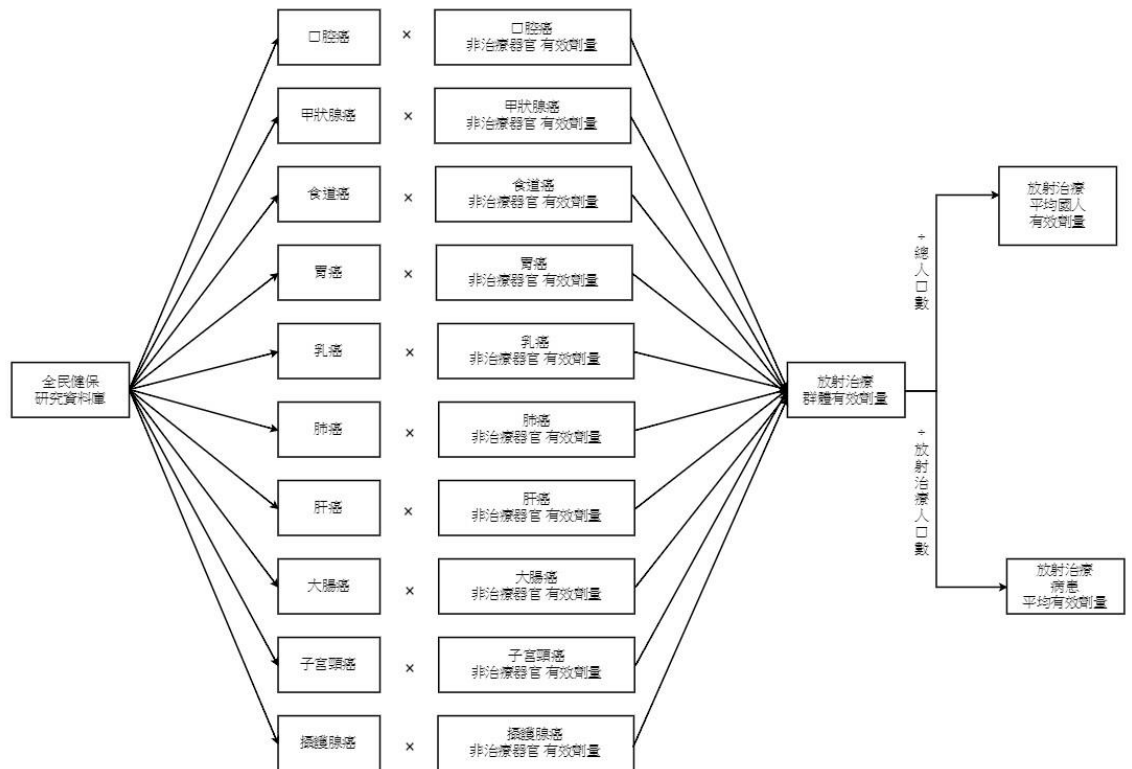 全民健保
研究資料庫
口腔癌
×
口腔癌
非治療器官 有效劑量
甲狀腺癌
×
甲狀腺癌
非治療器官 有效劑量
食道癌
×
食道癌
非治療器官 有效劑量
胃癌
×
胃癌
非治療器官 有效劑量
乳癌
×
乳癌
非治療器官 有效劑量
肺癌
×
肺癌
非治療器官 有效劑量
肝癌
×
肝癌
非治療器官 有效劑量
大腸癌
×
大腸癌
非治療器官 有效劑量
子宮頸癌
×
子宮頸癌
非治療器官 有效劑量
攝護腺癌
×
攝護腺癌
非治療器官 有效劑量
放射治療
群體有效劑量
÷總人口數
放射治療
平均國人
有效劑量
÷放射治療人口數
放射治療
病患
平均有效劑量